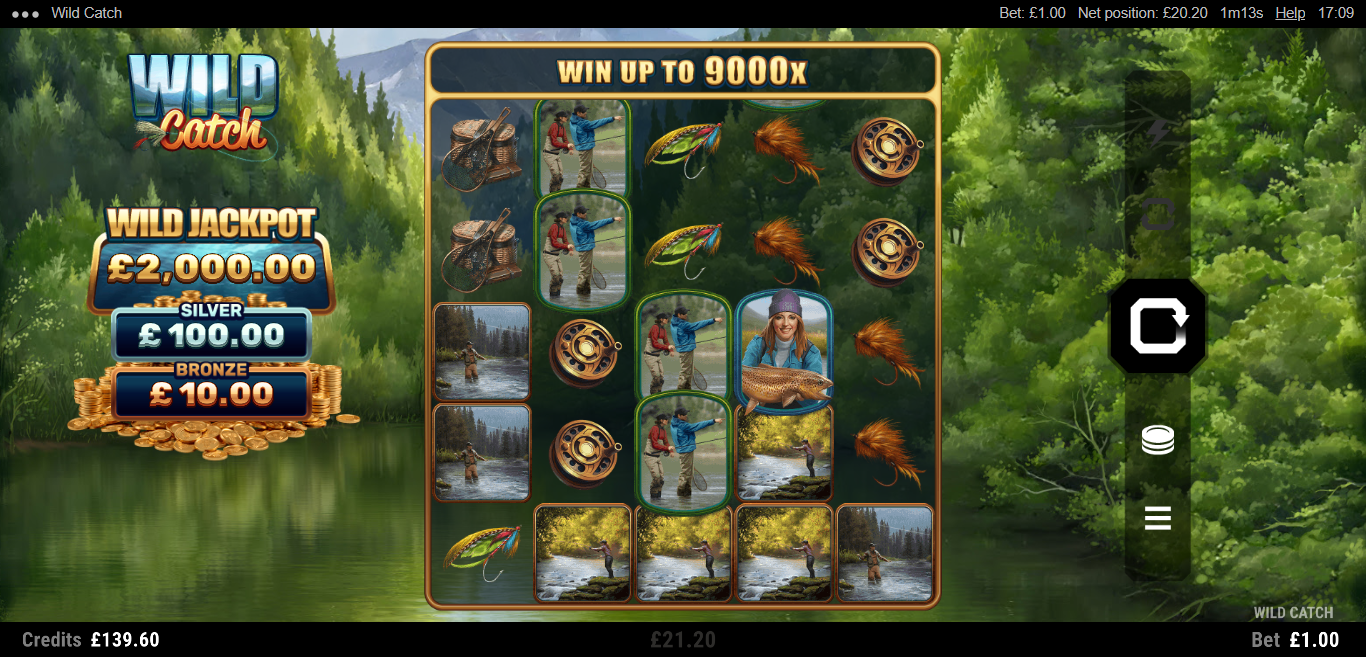 Wild Catch
Bet: £1.00 Net position: £20.20 1m13s Help 17:09
WILD
Catch
WIN UP TO 9000X
WILD JACKPOT
£2,000.00
SILVER
£100.00
BRONZE
£10.00
WILD CATCH
Credits £139.60
£21.20
Bet £1.00